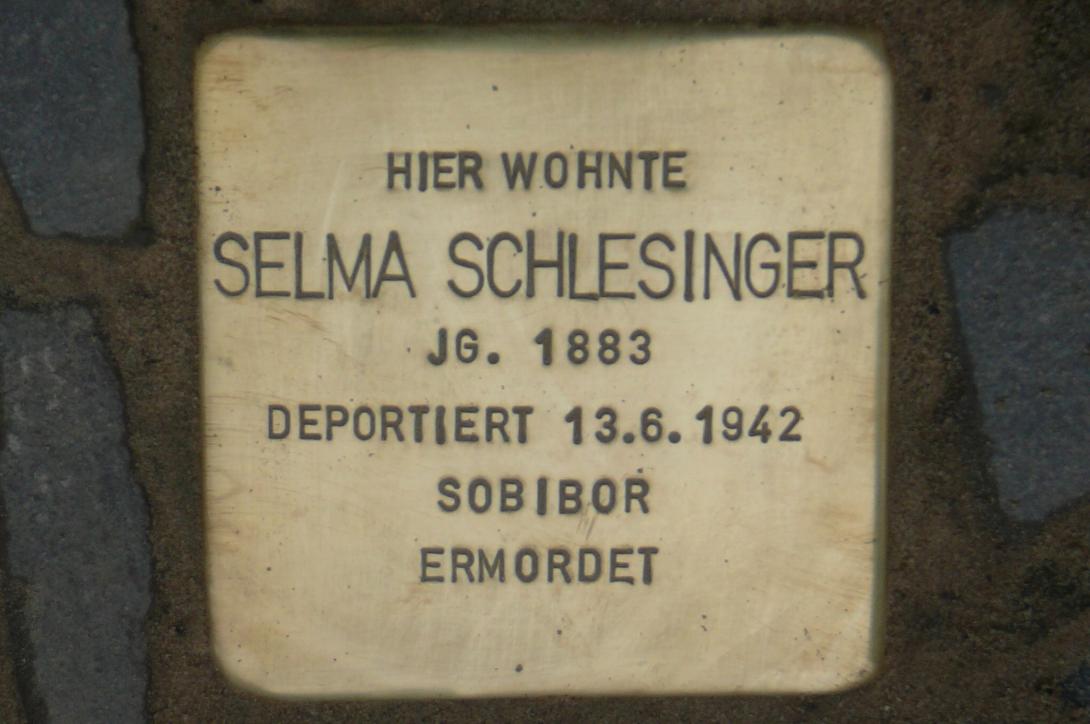 HIER WOHNTE
SELMA SCHLESINGER
JG. 1883
DEPORTIERT 13.6.1942
SOBIBOR
ERMORDET